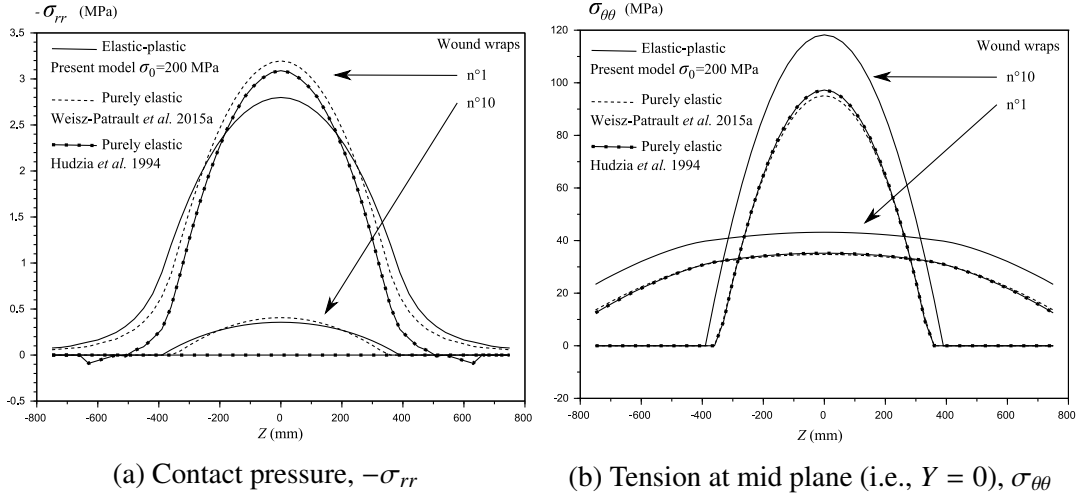 -σrr (MPa)
3.5
3
2.5
2
1.5
1
0,5
0
-0.5
-800 -600 -400 -200 0 200 400 600 800
Z (mm)
Elastic-plastic
Present model σ0=200 MPa
Purely elastic
Weisz-Patrault et al. 2015a
Purely elastic
Hudzia et al. 1994
Wound wraps
n°1
n°10
(a) Contact pressure, −σrr
σθθ (MPa)
120
100
80
60
40
20
0
-20
-800 -600 -400 -200 0 200 400 600 800
Z (mm)
Elastic-plastic
Present model σ0=200 MPa
Purely elastic
Weisz-Patrault et al. 2015a
Purely elastic
Hudzia et al. 1994
Wound wraps
n°10
n°1
(b) Tension at mid plane (i.e., Y = 0), σθθ